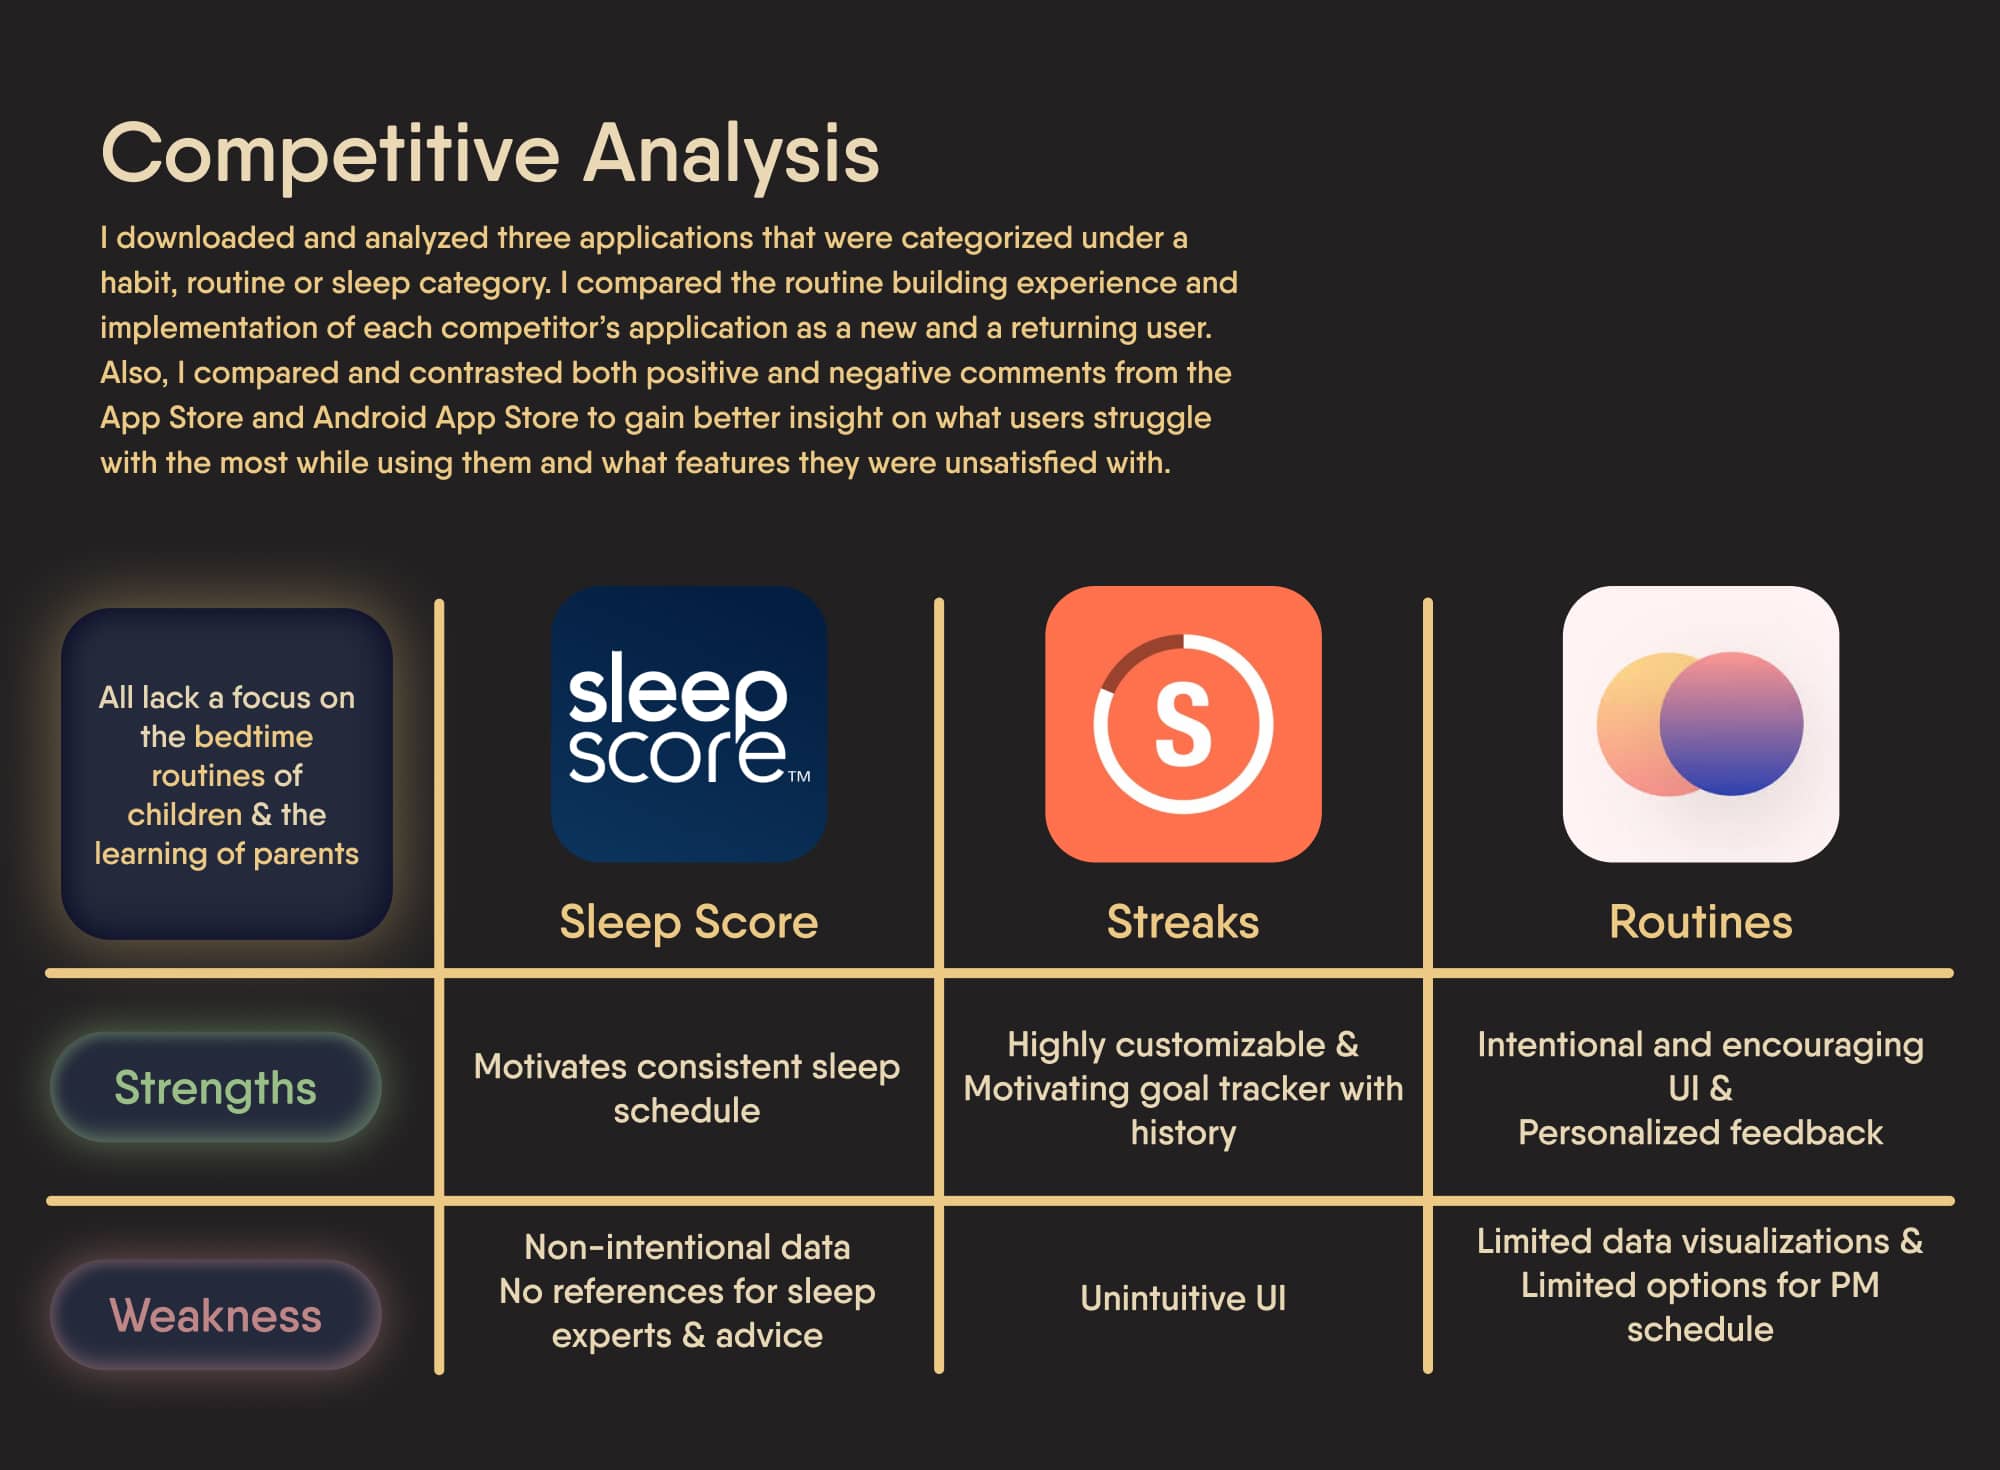 Competitive Analysis
I downloaded and analyzed three applications that were categorized under a
habit, routine or sleep category. I compared the routine building experience and
implementation of each competitor’s application as a new and a returning user.
Also, I compared and contrasted both positive and negative comments from the
App Store and Android App Store to gain better insight on what users struggle
with the most while using them and what features they were unsatisfied with.
All lack a focus on
the bedtime
routines of
children & the
learning of parents
sleep
score™
S
Sleep Score
Streaks
Routines
Strengths
Motivates consistent sleep
schedule
Highly customizable &
Motivating goal tracker with
history
Intentional and encouraging
UI &
Personalized feedback
Weakness
Non-intentional data
No references for sleep
experts & advice
Unintuitive UI
Limited data visualizations &
Limited options for PM
schedule